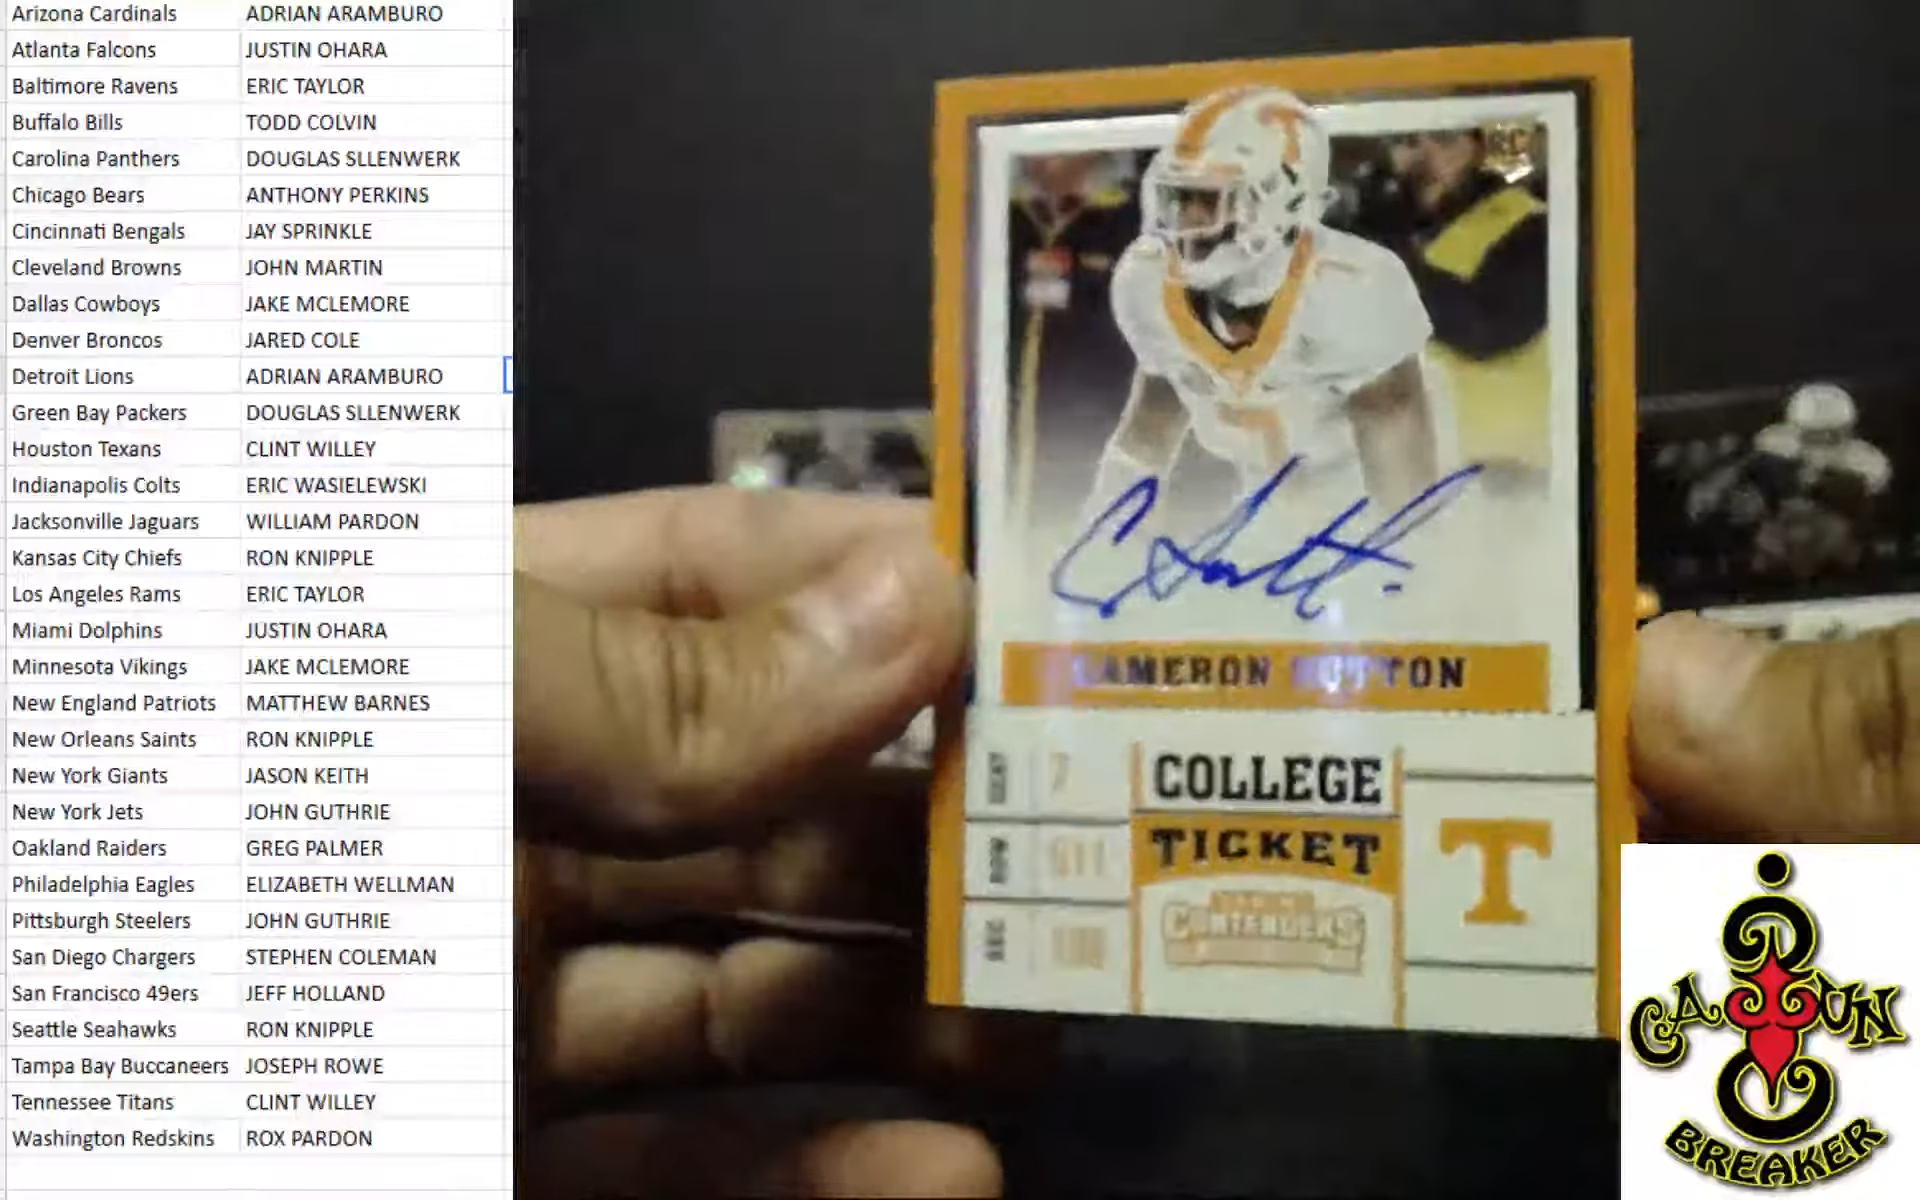 Arizona Cardinals ADRIAN ARAMBURO
Atlanta Falcons JUSTIN OHARA
Baltimore Ravens ERIC TAYLOR
Buffalo Bills TODD COLVIN
Carolina Panthers DOUGLAS SLLENWERK
Chicago Bears ANTHONY PERKINS
Cincinnati Bengals JAY SPRINKLE
Cleveland Browns JOHN MARTIN
Dallas Cowboys JAKE MCLEMORE
Denver Broncos JARED COLE
Detroit Lions ADRIAN ARAMBURO
Green Bay Packers DOUGLAS SLLENWERK
Houston Texans CLINT WILLEY
Indianapolis Colts ERIC WASIELEWSKI
Jacksonville Jaguars WILLIAM PARDON
Kansas City Chiefs RON KNIPPLE
Los Angeles Rams ERIC TAYLOR
Miami Dolphins JUSTIN OHARA
Minnesota Vikings JAKE MCLEMORE
New England Patriots MATTHEW BARNES
New Orleans Saints RON KNIPPLE
New York Giants JASON KEITH
New York Jets JOHN GUTHRIE
Oakland Raiders GREG PALMER
Philadelphia Eagles ELIZABETH WELLMAN
Pittsburgh Steelers JOHN GUTHRIE
San Diego Chargers STEPHEN COLEMAN
San Francisco 49ers JEFF HOLLAND
Seattle Seahawks RON KNIPPLE
Tampa Bay Buccaneers JOSEPH ROWE
Tennessee Titans CLINT WILLEY
Washington Redskins ROX PARDON
RC
CAMERON SUTTON
SEAT 7
ROW
SEC
COLLEGE
TICKET
CONTENDERS
T
CAJUN
BREAKER